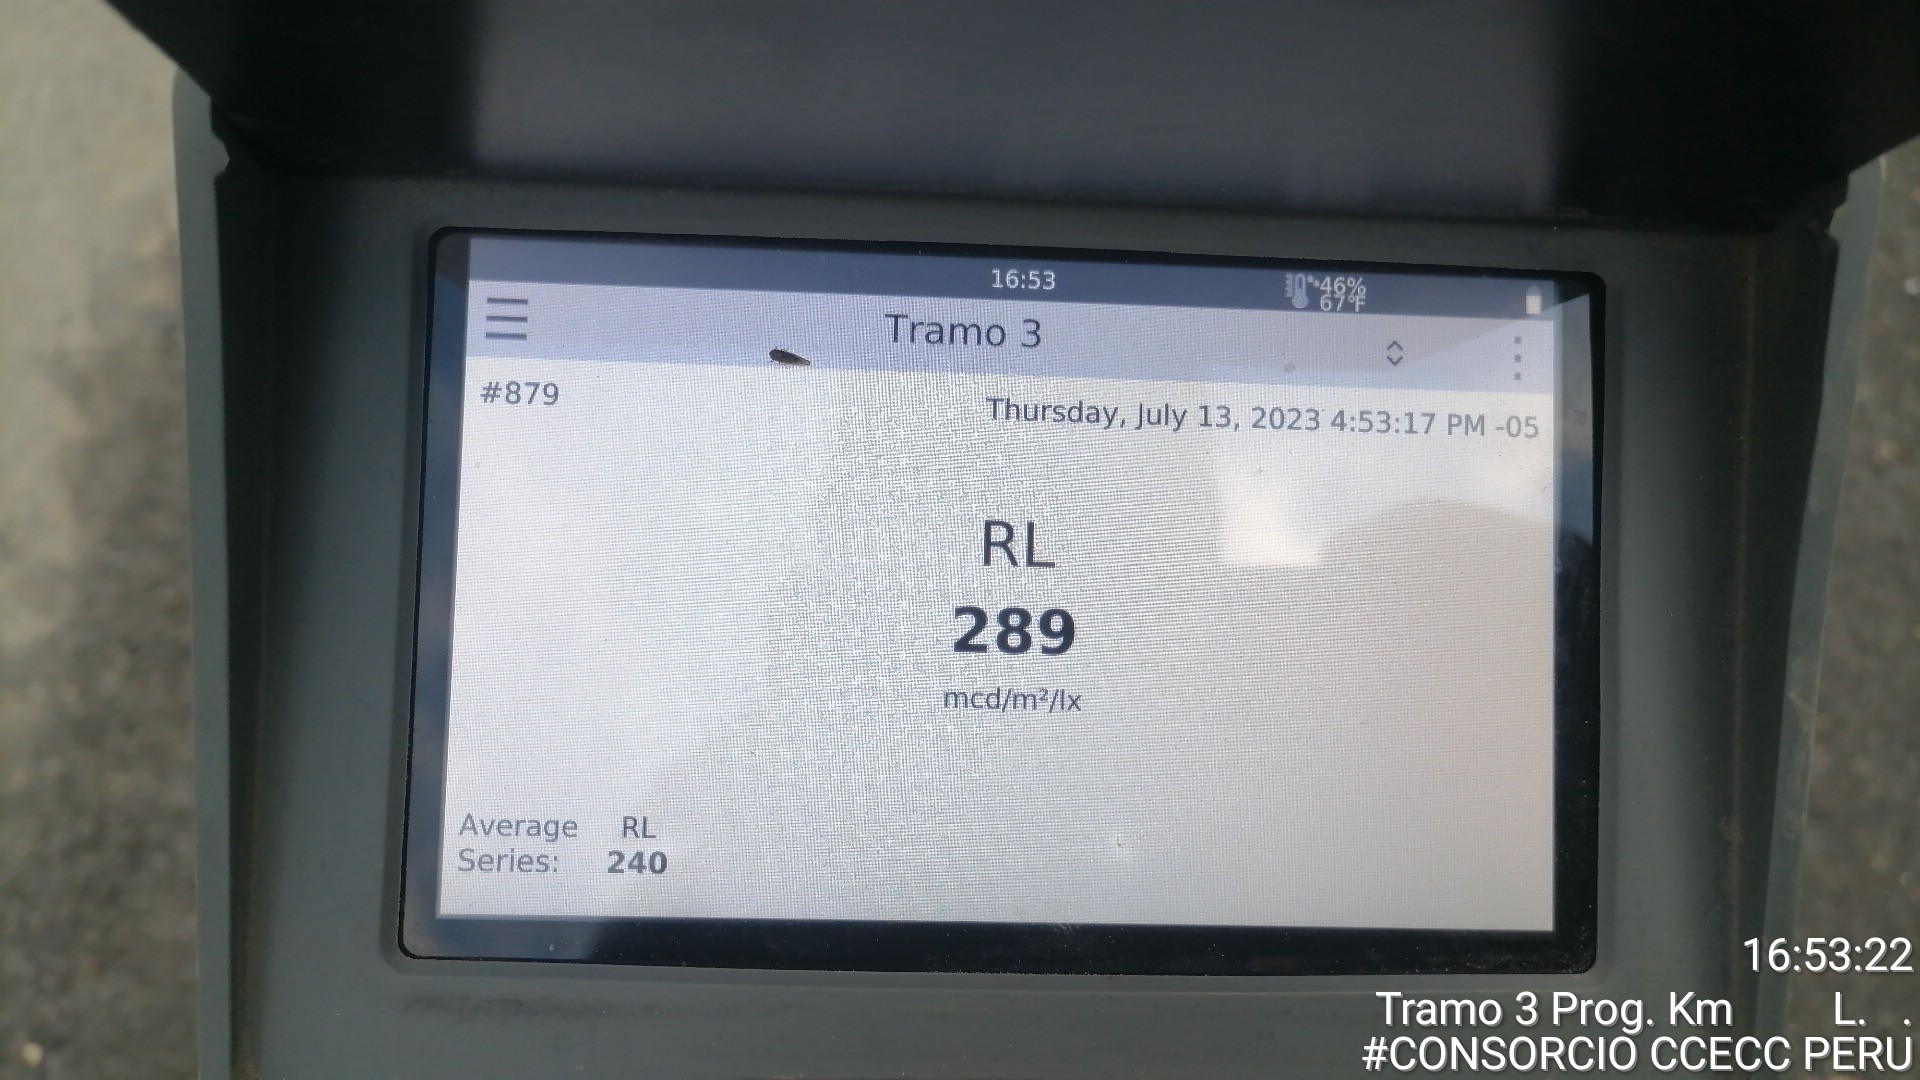 16:53
46%
67°F
Tramo 3
#879
Thursday, July 13, 2023 4:53:17 PM -05
RL
289
mcd/m²/lx
Average RL
Series: 240
16:53:22
Tramo 3 Prog. Km L. .
#CONSORCIO CCECC PERU